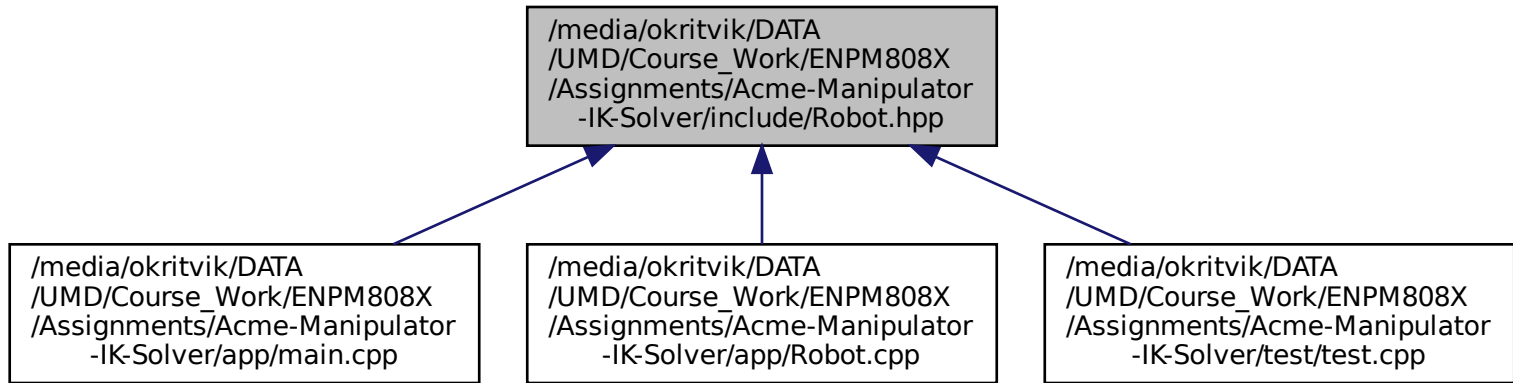 /media/okritvik/DATA
/UMD/Course_Work/ENPM808X
/Assignments/Acme-Manipulator
-IK-Solver/include/Robot.hpp
/media/okritvik/DATA
/UMD/Course_Work/ENPM808X
/Assignments/Acme-Manipulator
-IK-Solver/app/main.cpp
/media/okritvik/DATA
/UMD/Course_Work/ENPM808X
/Assignments/Acme-Manipulator
-IK-Solver/app/Robot.cpp
/media/okritvik/DATA
/UMD/Course_Work/ENPM808X
/Assignments/Acme-Manipulator
-IK-Solver/test/test.cpp